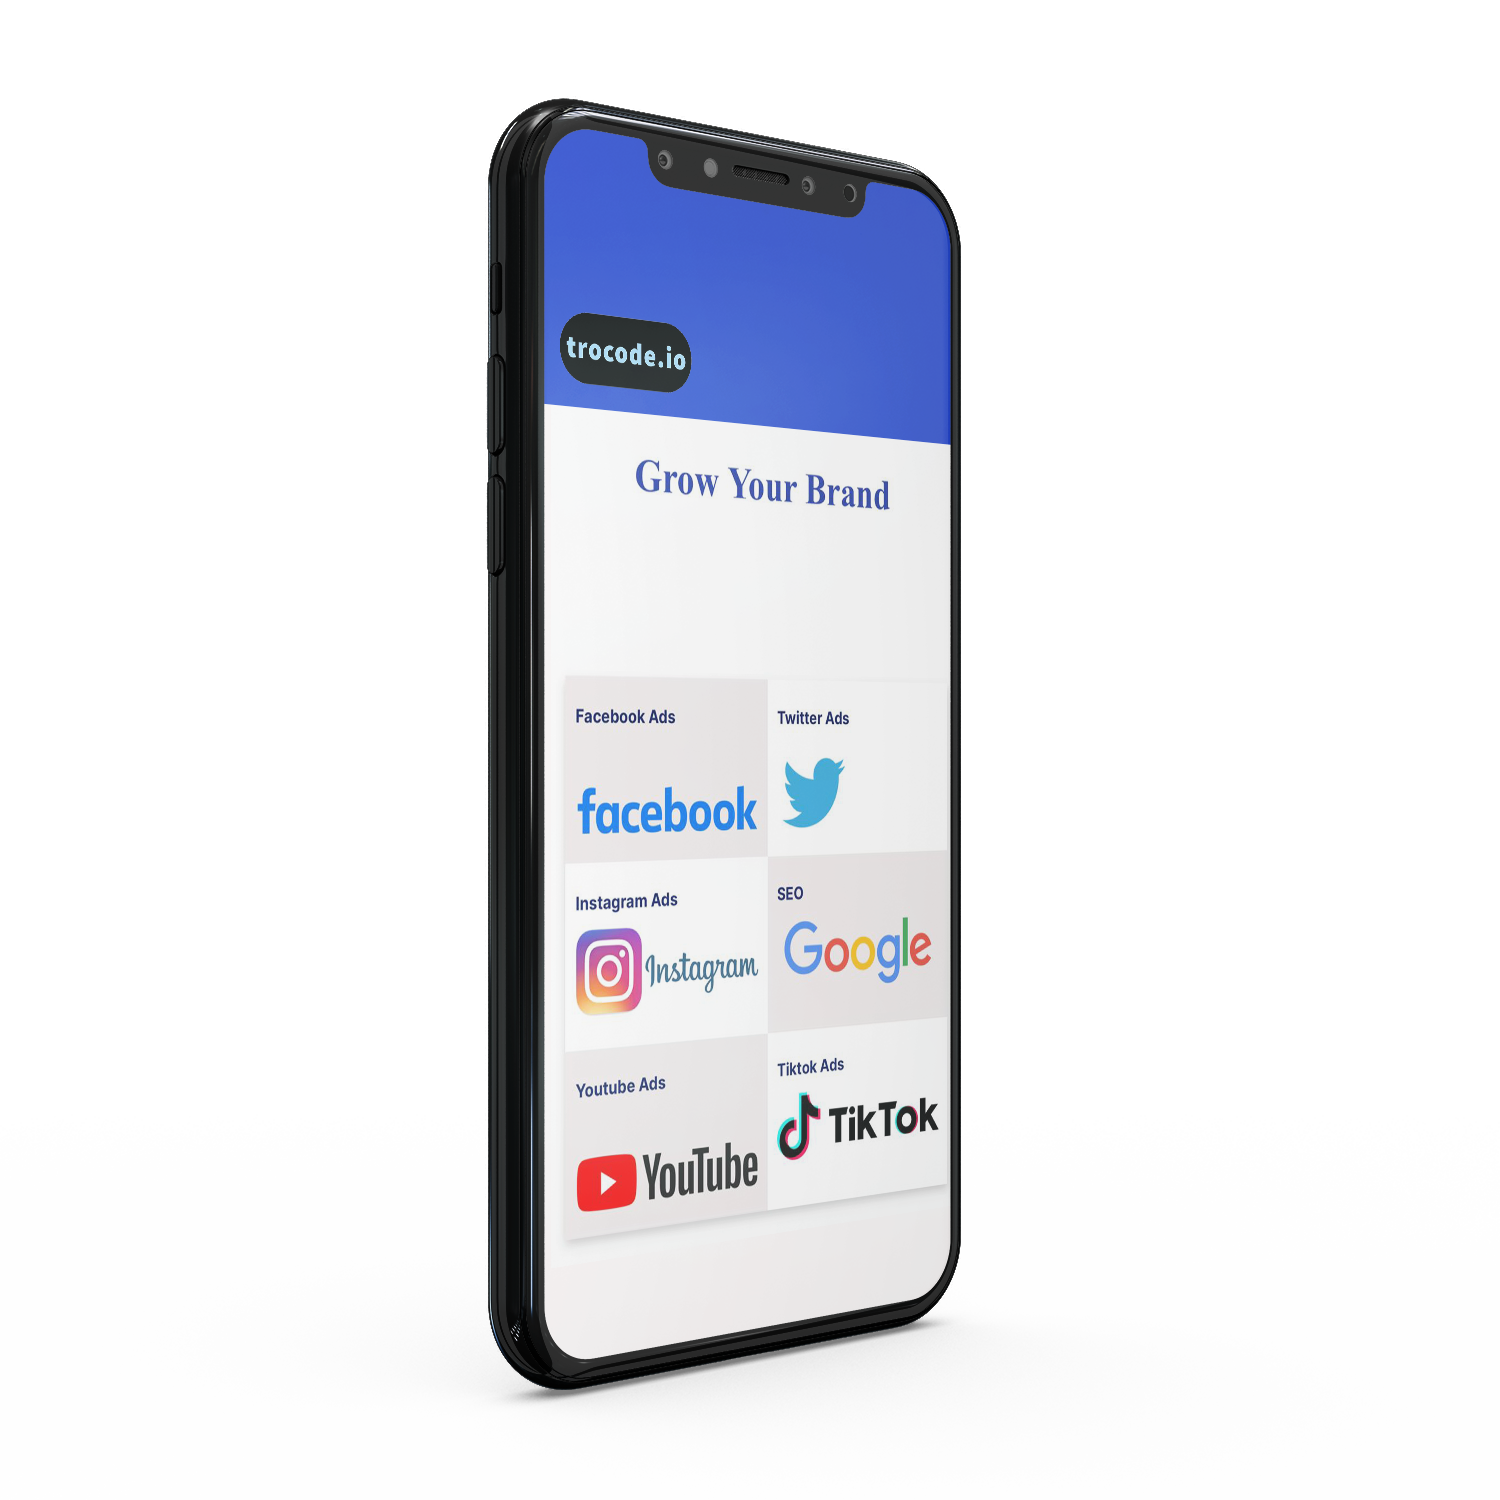 trocode.io
Grow Your Brand
Facebook Ads
facebook
Twitter Ads
Instagram Ads
Instagram
SEO
Google
Youtube Ads
YouTube
Tiktok Ads
TikTok